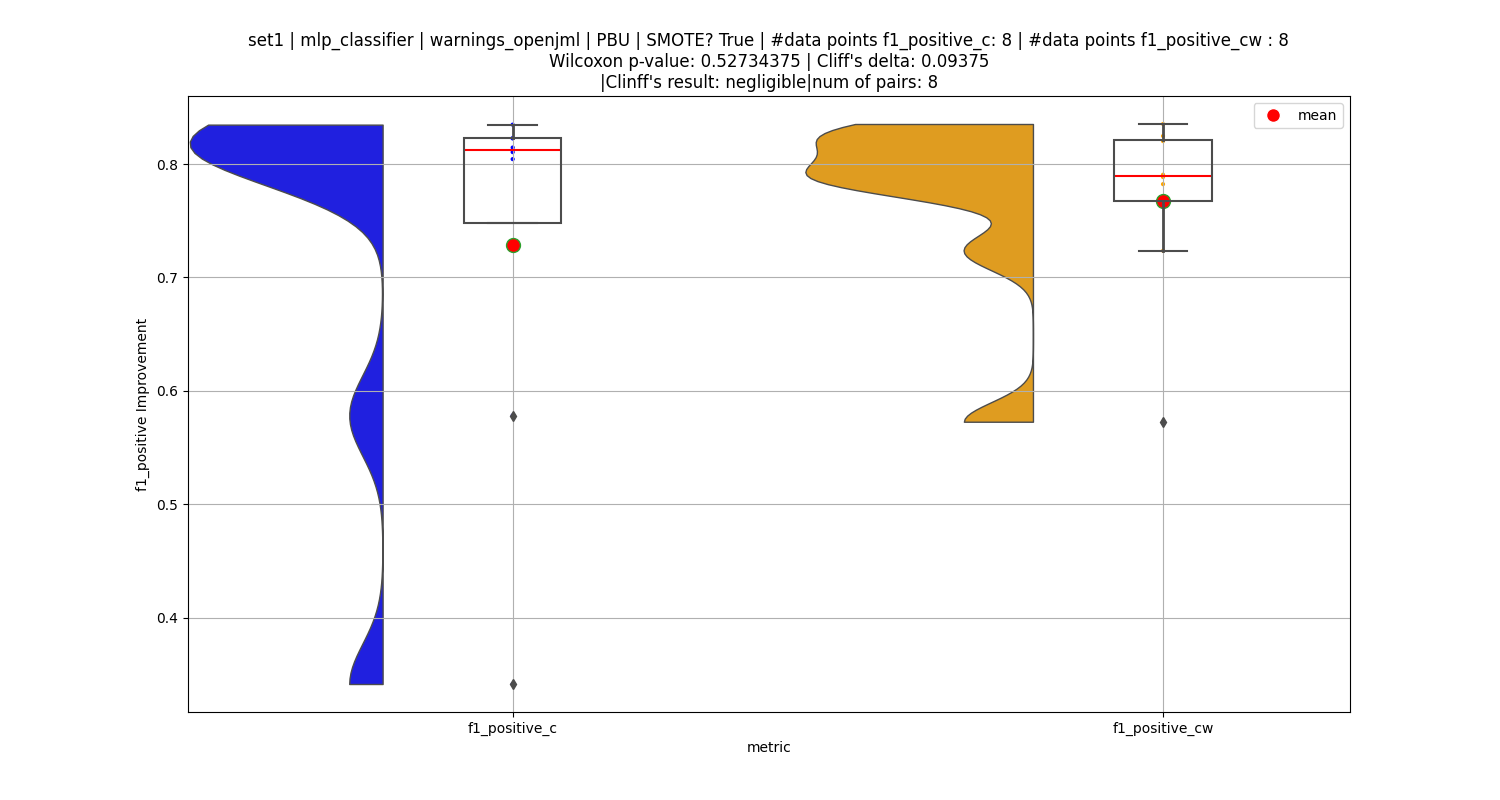 set1 | mlp_classifier | warnings_openjml | PBU | SMOTE? True | #data points f1_positive_c: 8 | #data points f1_positive_cw : 8
Wilcoxon p-value: 0.52734375 | Cliff's delta: 0.09375
|Clinff's result: negligible|num of pairs: 8
mean
0.8
0.7
0.6
0.5
0.4
f1_positive Improvement
f1_positive_c
f1_positive_cw
metric